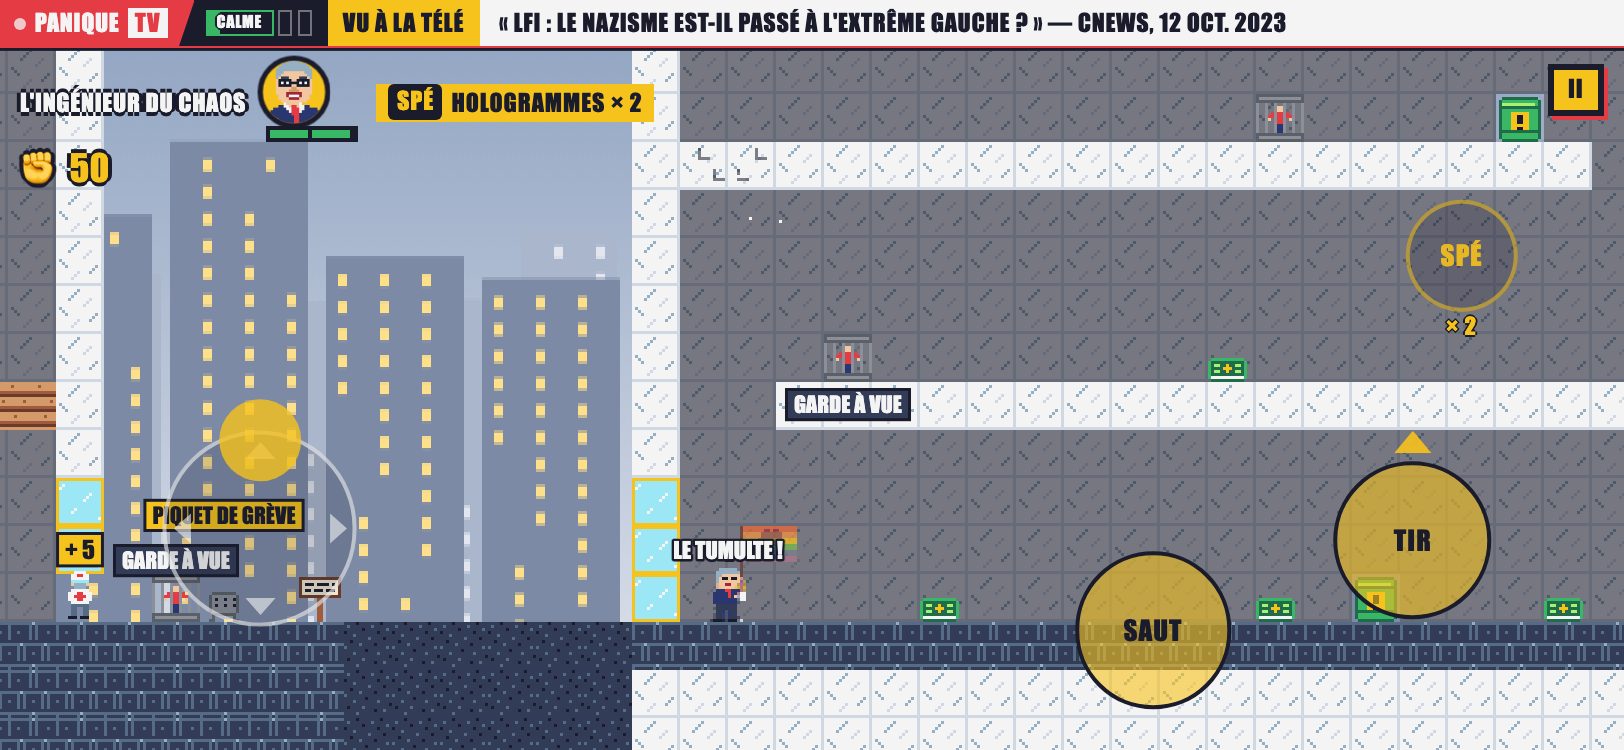 PANIQUE TV
CALME
VU À LA TÉLÉ
« LFI : LE NAZISME EST-IL PASSÉ À L'EXTRÊME GAUCHE ? » — CNEWS, 12 OCT. 2023
L'INGÉNIEUR DU CHAOS
SPÉ HOLOGRAMMES × 2
50
SPÉ
× 2
GARDE À VUE
PIQUET DE GRÈVE
+5
GARDE À VUE
LE TUMULTE !
TIR
SAUT